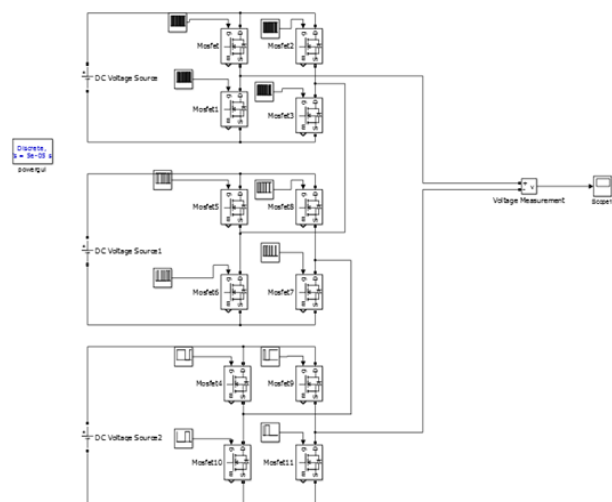 Mosfet
Mosfet2
DC Voltage Source
Mosfet1
Mosfet3
Discrete,
s = 5e-05 s
powergui
Mosfet5
Mosfet8
Voltage Measurement
DC Voltage Source1
Mosfet6
Mosfet7
Mosfet4
Mosfet9
DC Voltage Source2
Mosfet10
Mosfet11